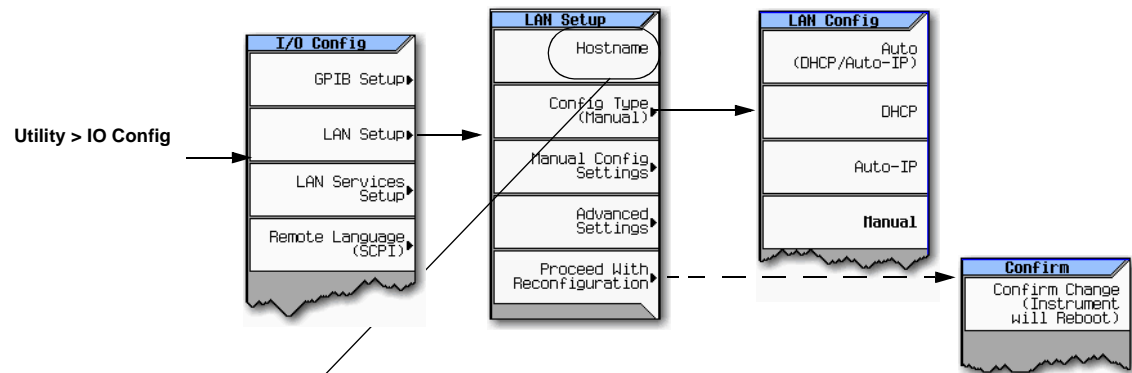 Utility > IO Config
I/O Config
GPIB Setup
LAN Setup
LAN Services
Setup
Remote Language
(SCPI)
LAN Setup
Hostname
Config Type
(Manual)
Manual Config
Settings
Advanced
Settings
Proceed With
Reconfiguration
LAN Config
Auto
(DHCP/Auto-IP)
DHCP
Auto-IP
Manual
Confirm
Confirm Change
(Instrument
will Reboot)